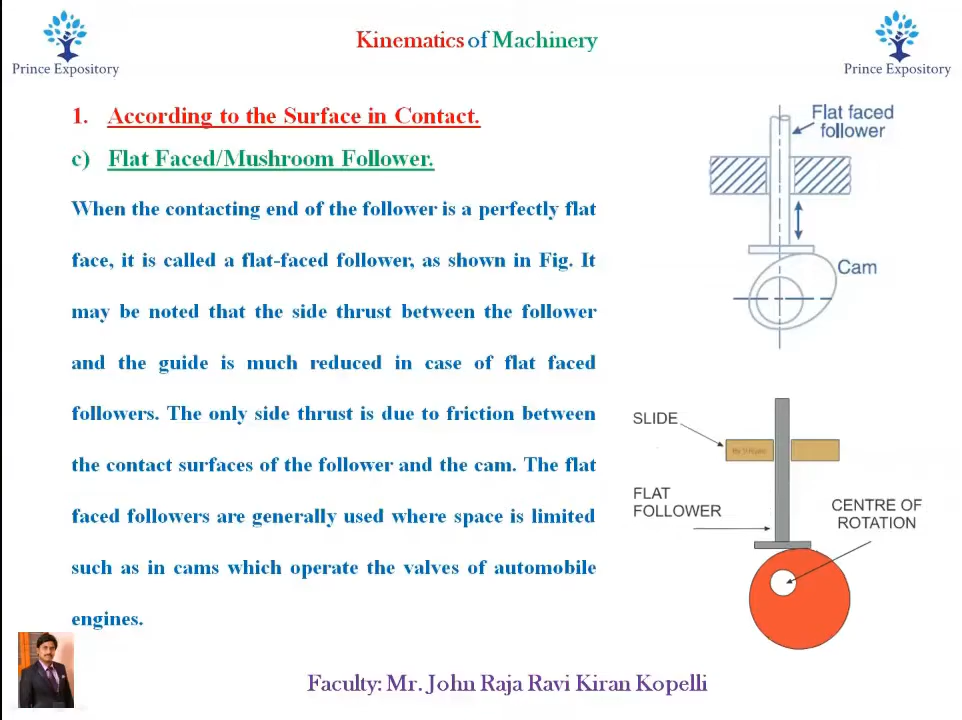 Kinematics of Machinery
Prince Expository
Prince Expository
1. According to the Surface in Contact.
c) Flat Faced/Mushroom Follower.
When the contacting end of the follower is a perfectly flat
face, it is called a flat-faced follower, as shown in Fig. It
may be noted that the side thrust between the follower
and the guide is much reduced in case of flat faced
followers. The only side thrust is due to friction between
the contact surfaces of the follower and the cam. The flat
faced followers are generally used where space is limited
such as in cams which operate the valves of automobile
engines.
Flat faced
follower
Cam
SLIDE
FLAT
FOLLOWER
CENTRE OF
ROTATION
Faculty: Mr. John Raja Ravi Kiran Kopelli